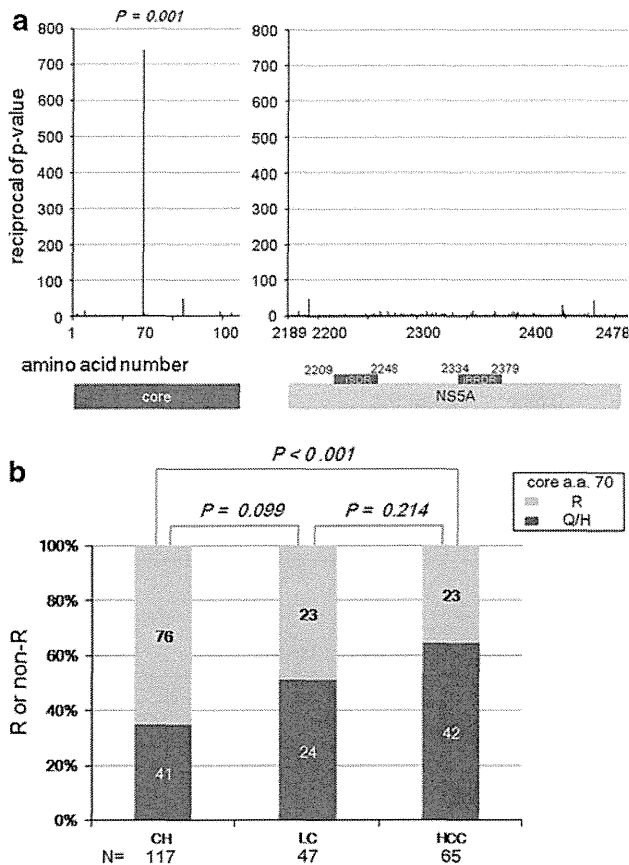 a
P = 0.001
800
700
600
500
400
300
200
100
0
1
70
100
reciprocal of p-value
800
700
600
500
400
300
200
100
0
2189 2200
2300
2400
2478
amino acid number
core
2209
ISDR
2248
2334
IRRDR
2379
NS5A
b
P < 0.001
P = 0.099
P = 0.214
core a.a. 70
R
Q/H
R or non-R
100%
80%
60%
40%
20%
0%
76
41
23
24
23
42
CH
LC
HCC
N=
117
47
65